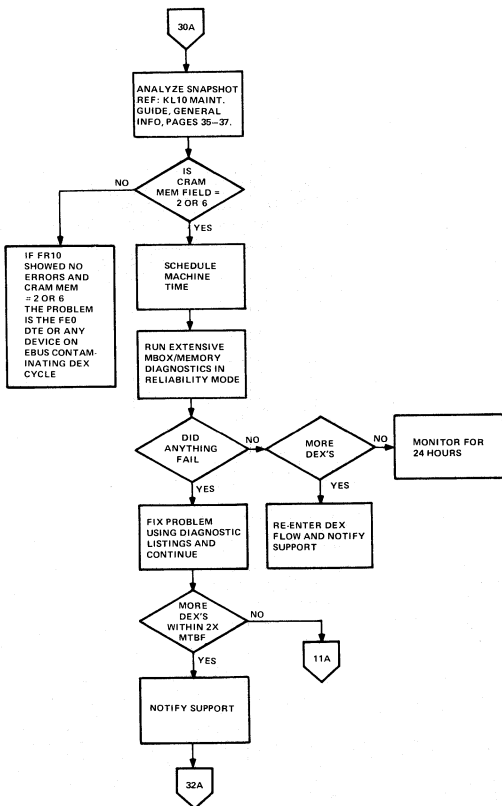 30A
ANALYZE SNAPSHOT
REF: KL10 MAINT.
GUIDE, GENERAL
INFO, PAGES 35–37.
IS
CRAM
MEM FIELD =
2 OR 6
NO
YES
IF FR10
SHOWED NO
ERRORS AND
CRAM MEM
= 2 OR 6
THE PROBLEM
IS THE FE0
DTE OR ANY
DEVICE ON
EBUS CONTAM-
INATING DEX
CYCLE
SCHEDULE
MACHINE
TIME
RUN EXTENSIVE
MBOX/MEMORY
DIAGNOSTICS IN
RELIABILITY MODE
DID
ANYTHING
FAIL
NO
YES
MORE
DEX'S
NO
YES
MONITOR FOR
24 HOURS
FIX PROBLEM
USING DIAGNOSTIC
LISTINGS AND
CONTINUE
RE-ENTER DEX
FLOW AND NOTIFY
SUPPORT
MORE
DEX'S
WITHIN 2X
MTBF
NO
YES
11A
NOTIFY SUPPORT
32A